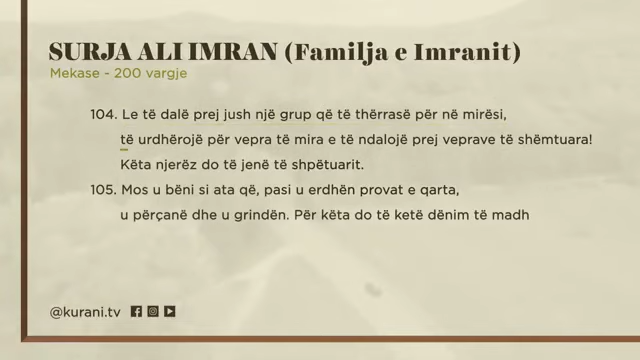 SURJA ALI IMRAN (Familja e Imranit)
Mekase - 200 vargje
104. Le të dalë prej jush një grup që të thërrasë për në mirësi,
të urdhërojë për vepra të mira e të ndalojë prej veprave të shëmtuara!
Këta njerëz do të jenë të shpëtuarit.
105. Mos u bëni si ata që, pasi u erdhën provat e qarta,
u përçanë dhe u grindën. Për këta do të ketë dënim të madh
@kurani.tv